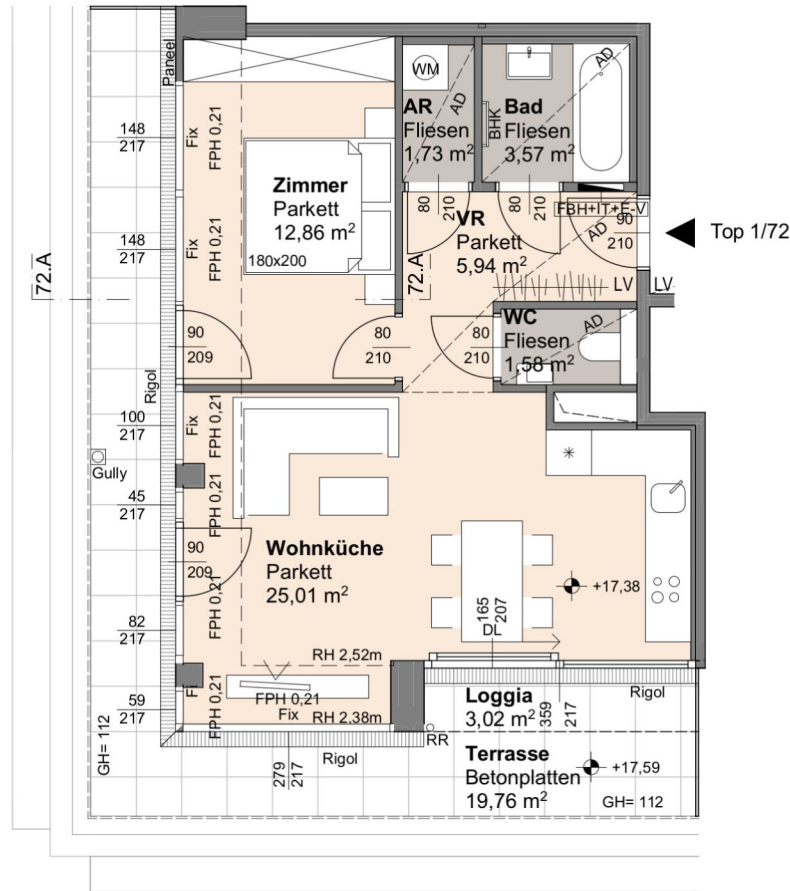 Paneel
148
217
Fix
FPH 0,21
WM
AR
Fliesen
1,73 m²
AD
BHK
Bad
Fliesen
3,57 m²
AD
Zimmer
Parkett
12,86 m²
180x200
148
217
Fix
FPH 0,21
80
210
VR
Parkett
5,94 m²
80
210
FBH+IT+E-V
AD
90
210
Top 1/72
72.A
72.A
LV
LV
90
209
80
210
80
210
WC
Fliesen
1,58 m²
AD
Rigol
100
217
Fix
FPH 0,21
Gully
45
217
FPH 0,21
90
209
Wohnküche
Parkett
25,01 m²
FPH 0,21
82
217
+17,38
165
207
DL
RH 2,52m
59
217
FPH 0,21
FPH 0,21
Fix
RH 2,38m
Loggia
3,02 m²
359
217
Rigol
GH= 112
RR
Rigol
279
217
Terrasse
Betonplatten
19,76 m²
+17,59
GH= 112